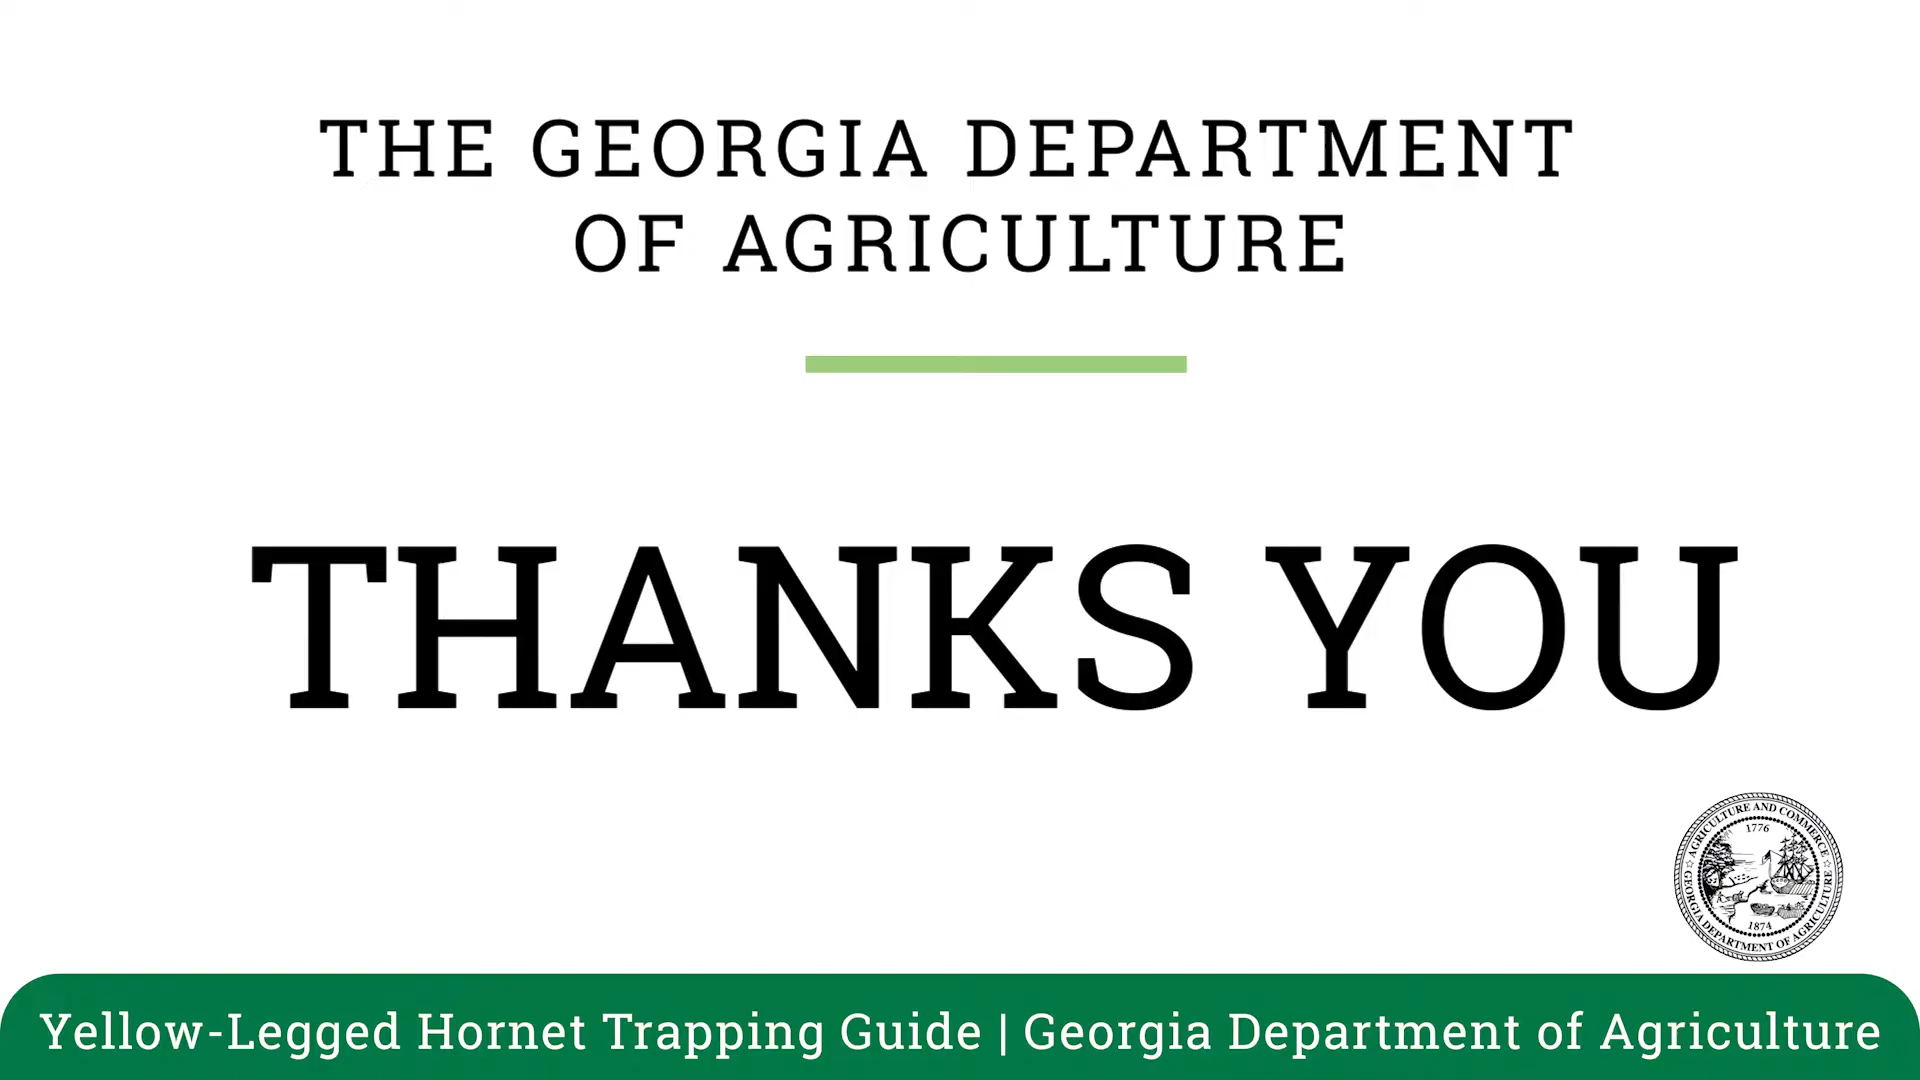 THE GEORGIA DEPARTMENT
OF AGRICULTURE
THANKS YOU
AGRICULTURE AND COMMERCE
1776
1874
GEORGIA DEPARTMENT OF AGRICULTURE
Yellow-Legged Hornet Trapping Guide | Georgia Department of Agriculture